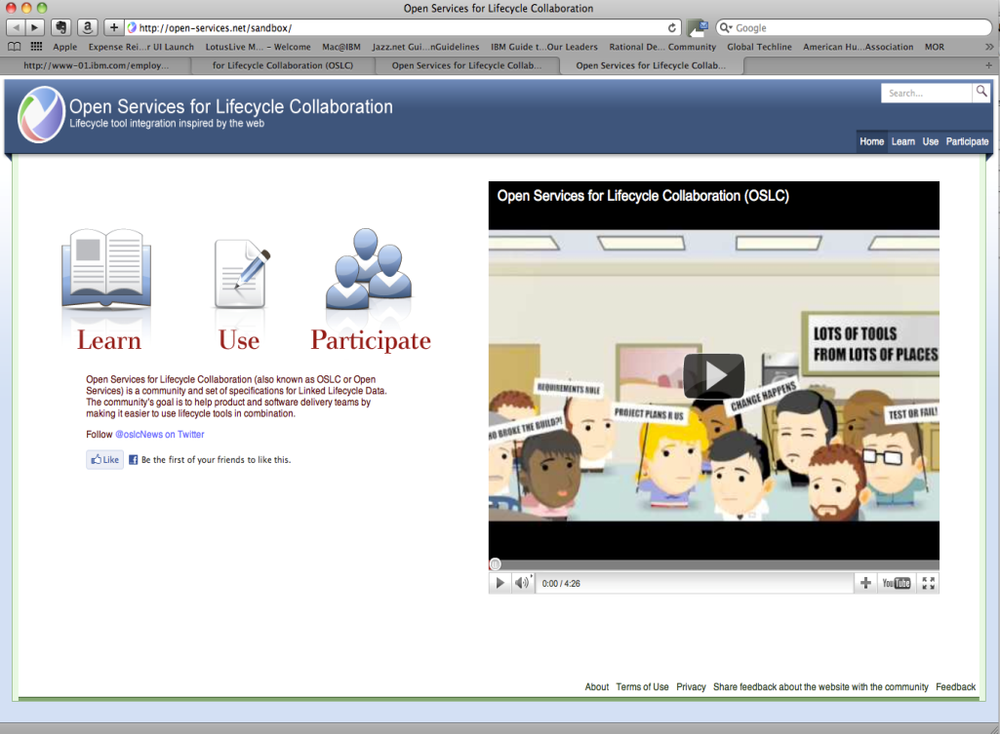 Open Services for Lifecycle Collaboration
http://open-services.net/sandbox/
Google
Apple Expense Rei...r UI Launch LotusLive M... – Welcome Mac@IBM Jazz.net Gui...nGuidelines IBM Guide t...Our Leaders Rational De... Community Global Techline American Hu...Association MOR
http://www-01.ibm.com/employ... for Lifecycle Collaboration (OSLC) Open Services for Lifecycle Collab... Open Services for Lifecycle Collab...
Open Services for Lifecycle Collaboration
Lifecycle tool integration inspired by the web
Search...
Home Learn Use Participate
Learn Use Participate
Open Services for Lifecycle Collaboration (also known as OSLC or Open
Services) is a community and set of specifications for Linked Lifecycle Data.
The community's goal is to help product and software delivery teams by
making it easier to use lifecycle tools in combination.
Follow @oslcNews on Twitter
Like Be the first of your friends to like this.
Open Services for Lifecycle Collaboration (OSLC)
LOTS OF TOOLS
FROM LOTS OF PLACES
REQUIREMENTS RULE
PROJECT PLANS R US
CHANGE HAPPENS
TEST OR FAIL!
BROKE THE BUILD?!
0:00 / 4:26
YouTube
About Terms of Use Privacy Share feedback about the website with the community Feedback